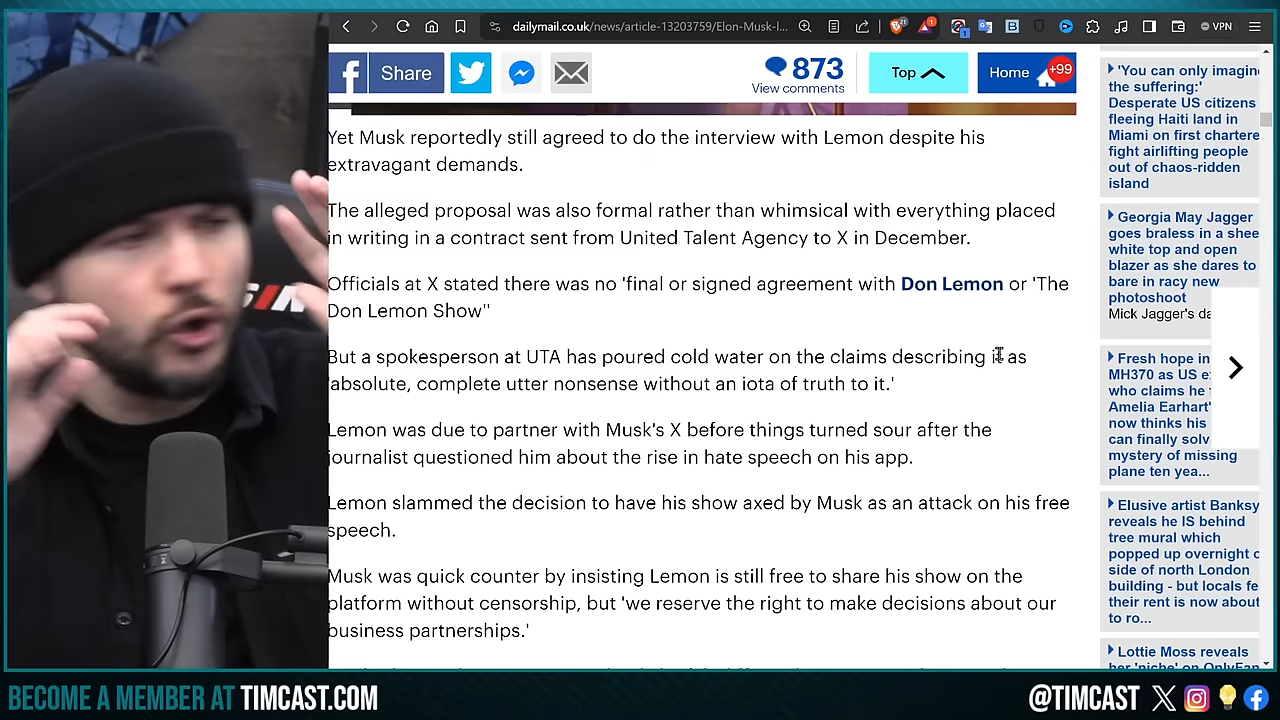 dailymail.co.uk/news/article-13203759/Elon-Musk-l...
VPN
Share
873
View comments
Top
Home
+99
Yet Musk reportedly still agreed to do the interview with Lemon despite his
extravagant demands.
The alleged proposal was also formal rather than whimsical with everything placed
in writing in a contract sent from United Talent Agency to X in December.
Officials at X stated there was no 'final or signed agreement with Don Lemon or 'The
Don Lemon Show''
But a spokesperson at UTA has poured cold water on the claims describing it as
'absolute, complete utter nonsense without an iota of truth to it.'
Lemon was due to partner with Musk's X before things turned sour after the
journalist questioned him about the rise in hate speech on his app.
Lemon slammed the decision to have his show axed by Musk as an attack on his free
speech.
Musk was quick counter by insisting Lemon is still free to share his show on the
platform without censorship, but 'we reserve the right to make decisions about our
business partnerships.'
'You can only imagine
the suffering:'
Desperate US citizens
fleeing Haiti land in
Miami on first chartere
fight airlifting people
out of chaos-ridden
island
Georgia May Jagger
goes braless in a shee
white top and open
blazer as she dares to
bare in racy new
photoshoot
Mick Jagger's da
Fresh hope in
MH370 as US e
who claims he
Amelia Earhart'
now thinks his
can finally solv
mystery of missing
plane ten yea...
Elusive artist Banksy
reveals he IS behind
tree mural which
popped up overnight o
side of north London
building - but locals fe
their rent is now about
to ro...
Lottie Moss reveals
her 'niche' on OnlyFan
BECOME A MEMBER AT TIMCAST.COM
@TIMCAST